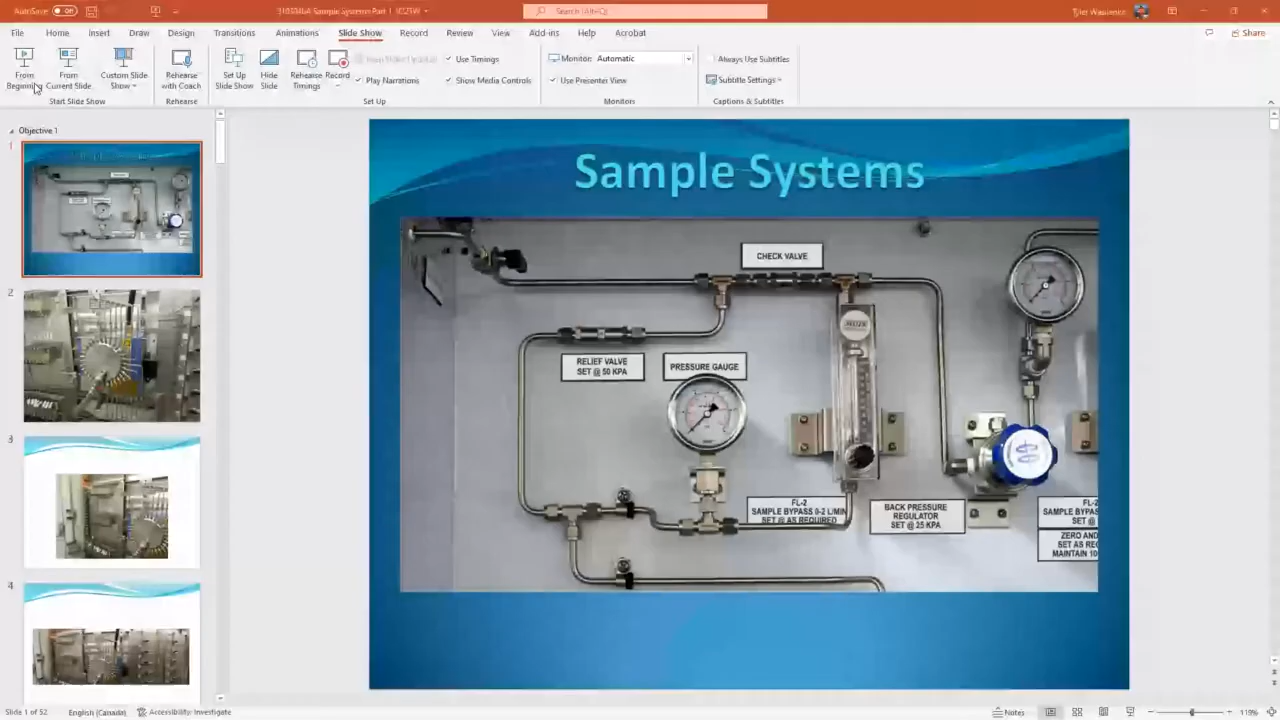 AutoSave Off
Sample Systems Part 1
Search (Alt+Q)
File Home Insert Draw Design Transitions Animations Slide Show Record Review View Add-ins Help Acrobat
Share
From Beginning
From Current Slide
Custom Slide Show
Rehearse with Coach
Set Up Slide Show
Hide Slide
Rehearse Timings
Record
Play Narrations
Use Timings
Show Media Controls
Monitor: Automatic
Use Presenter View
Always Use Subtitles
Subtitle Settings
Start Slide Show
Rehearse
Set Up
Monitors
Captions & Subtitles
Objective 1
1
2
3
4
Sample Systems
CHECK VALVE
RELIEF VALVE
SET @ 50 KPA
PRESSURE GAUGE
FL-2
SAMPLE BYPASS 0-2 L/MIN
SET @ AS REQUIRED
BACK PRESSURE
REGULATOR
SET @ 25 KPA
FL-2
SAMPLE BYPAS
SET @
ZERO AND
SET AS REQ
MAINTAIN 10
Slide 1 of 52
English (Canada)
Accessibility: Investigate
Notes
119%